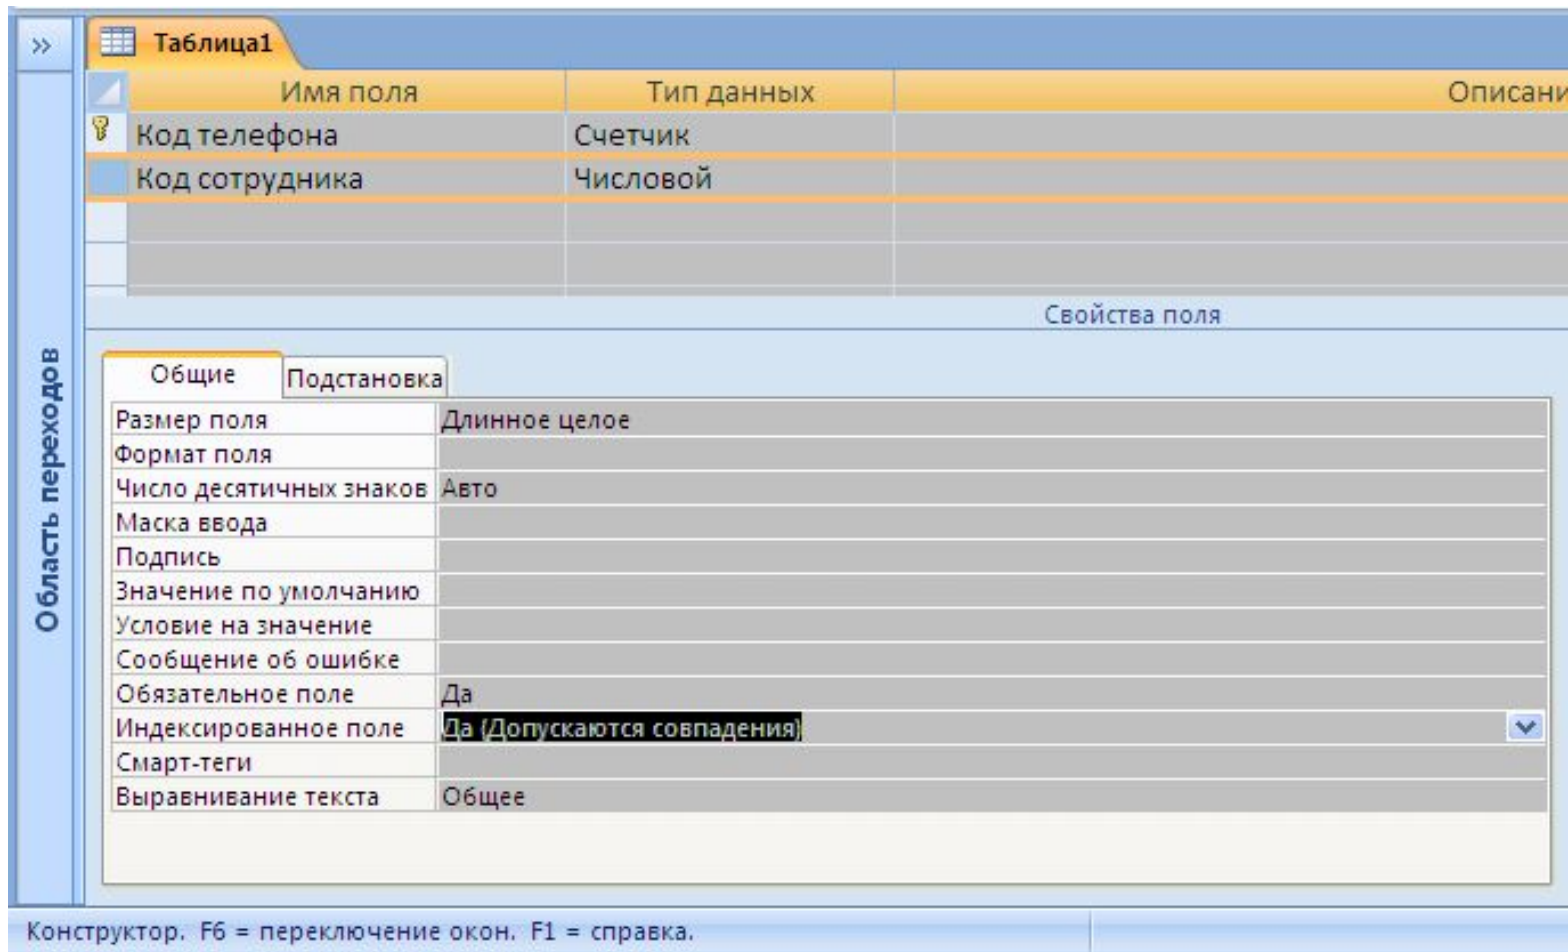 » Таблица1
Имя поля Тип данных Описани
Код телефона Счетчик
Код сотрудника Числовой
Свойства поля
Область переходов
Общие Подстановка
Размер поля Длинное целое
Формат поля
Число десятичных знаков Авто
Маска ввода
Подпись
Значение по умолчанию
Условие на значение
Сообщение об ошибке
Обязательное поле Да
Индексированное поле Да (Допускаются совпадения)
Смарт-теги
Выравнивание текста Общее
Конструктор. F6 = переключение окон. F1 = справка.